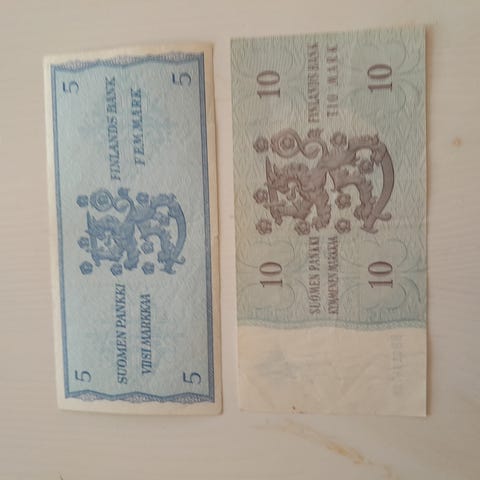 5 5
SUOMEN PANKKI FINLANDS BANK
VIISI MARKKAA FEM MARK
5 5
10 10
SUOMEN PANKKI FINLANDS BANK
KYMMENEN MARKKAA TIO MARK
10 10